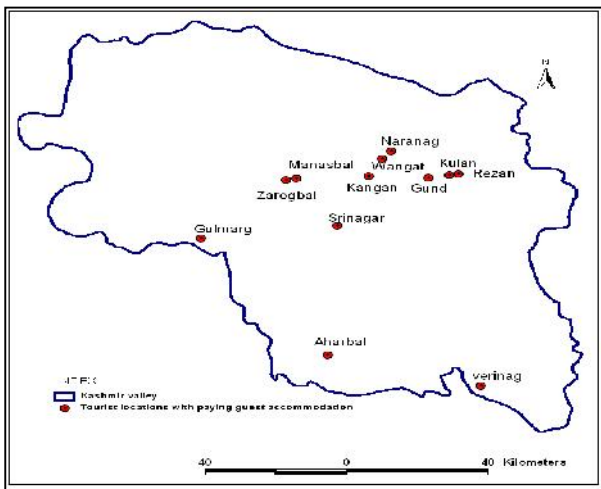 N
Naranag
Manasbal
Wangat
Kulan
Zarogbal
Kangan
Gund
Rezan
Srinagar
Gulmarg
Aharbal
verinag
Kashmir valley
Tourist locations with paying guest accommodation
40 0 40 Kilometers